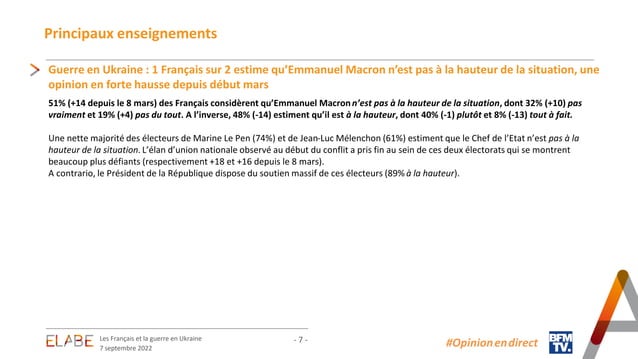 Principaux enseignements
Guerre en Ukraine : 1 Français sur 2 estime qu’Emmanuel Macron n’est pas à la hauteur de la situation, une
opinion en forte hausse depuis début mars
51% (+14 depuis le 8 mars) des Français considèrent qu’Emmanuel Macron n’est pas à la hauteur de la situation, dont 32% (+10) pas
vraiment et 19% (+4) pas du tout. A l’inverse, 48% (-14) estiment qu’il est à la hauteur, dont 40% (-1) plutôt et 8% (-13) tout à fait.
Une nette majorité des électeurs de Marine Le Pen (74%) et de Jean-Luc Mélenchon (61%) estiment que le Chef de l’Etat n’est pas à la
hauteur de la situation. L’élan d’union nationale observé au début du conflit a pris fin au sein de ces deux électorats qui se montrent
beaucoup plus défiants (respectivement +18 et +16 depuis le 8 mars).
A contrario, le Président de la République dispose du soutien massif de ces électeurs (89% à la hauteur).
ELABE
Les Français et la guerre en Ukraine
7 septembre 2022
- 7 -
#Opinion en direct
BFM
TV.